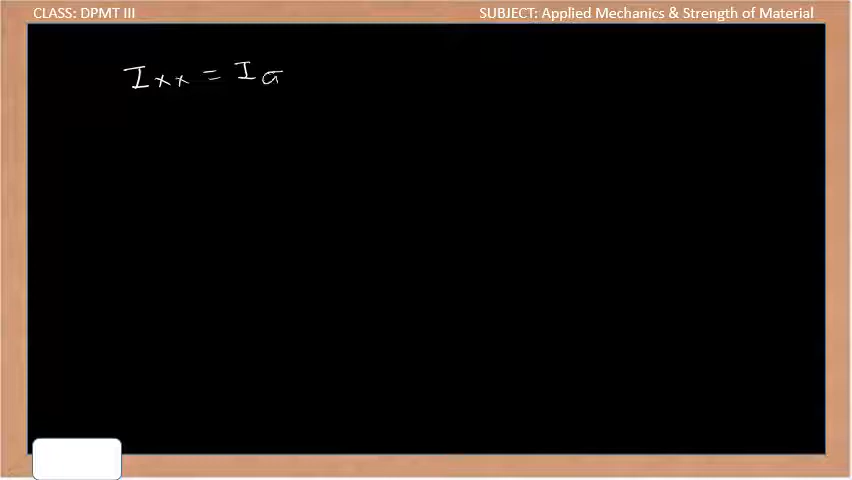 CLASS: DPMT III
SUBJECT: Applied Mechanics & Strength of Material
Ixx = IG